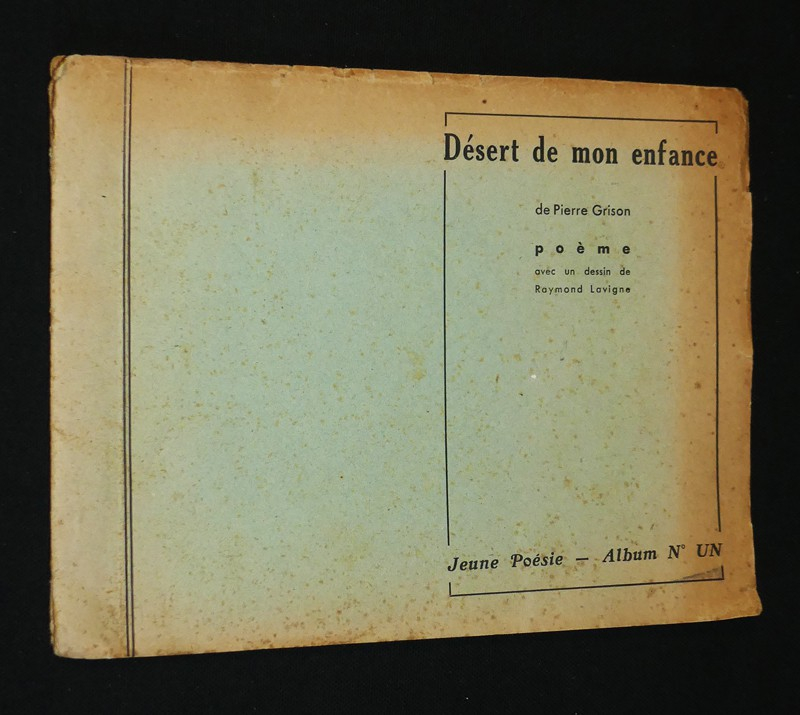 Désert de mon enfance
de Pierre Grison
poème
avec un dessin de
Raymond Lavigne
Jeune Poésie — Album N° UN